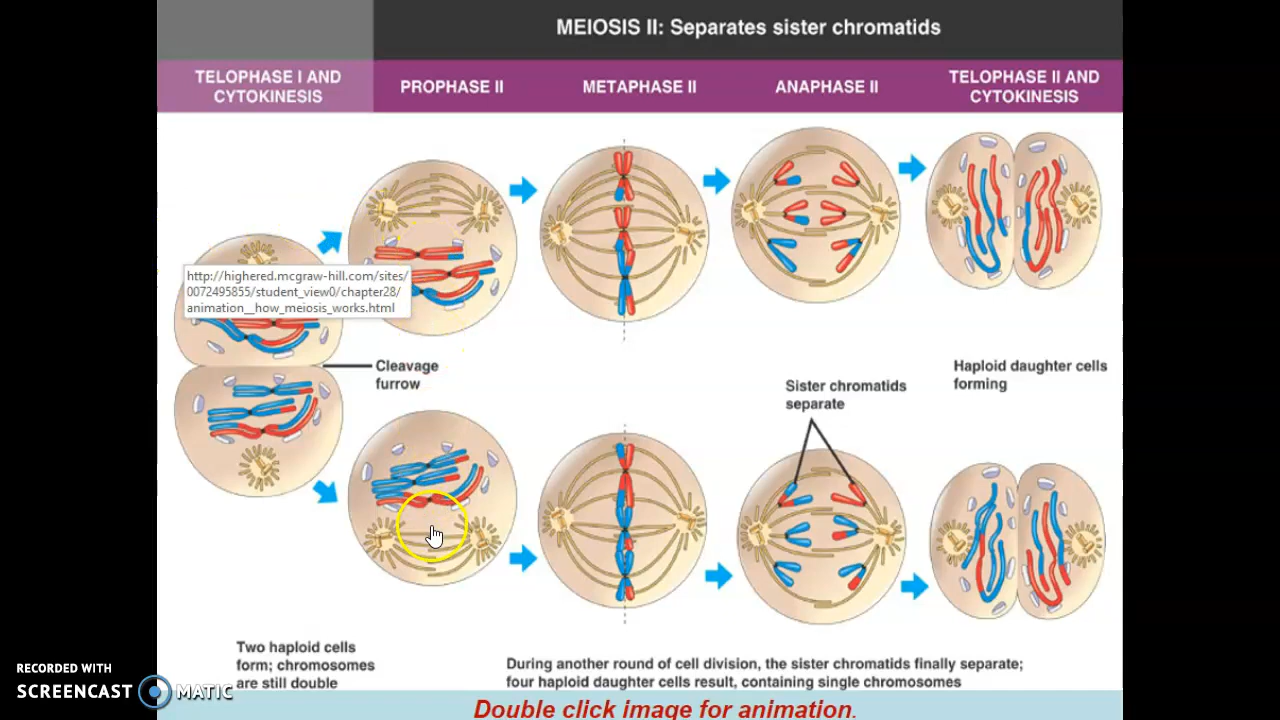 MEIOSIS II: Separates sister chromatids
TELOPHASE I AND
CYTOKINESIS
PROPHASE II
METAPHASE II
ANAPHASE II
TELOPHASE II AND
CYTOKINESIS
http://highered.mcgraw-hill.com/sites/
0072495855/student_view0/chapter28/
animation__how_meiosis_works.html
Cleavage
furrow
Sister chromatids
separate
Haploid daughter cells
forming
Two haploid cells
form; chromosomes
are still double
During another round of cell division, the sister chromatids finally separate;
four haploid daughter cells result, containing single chromosomes
Double click image for animation.
RECORDED WITH
SCREENCAST MATIC